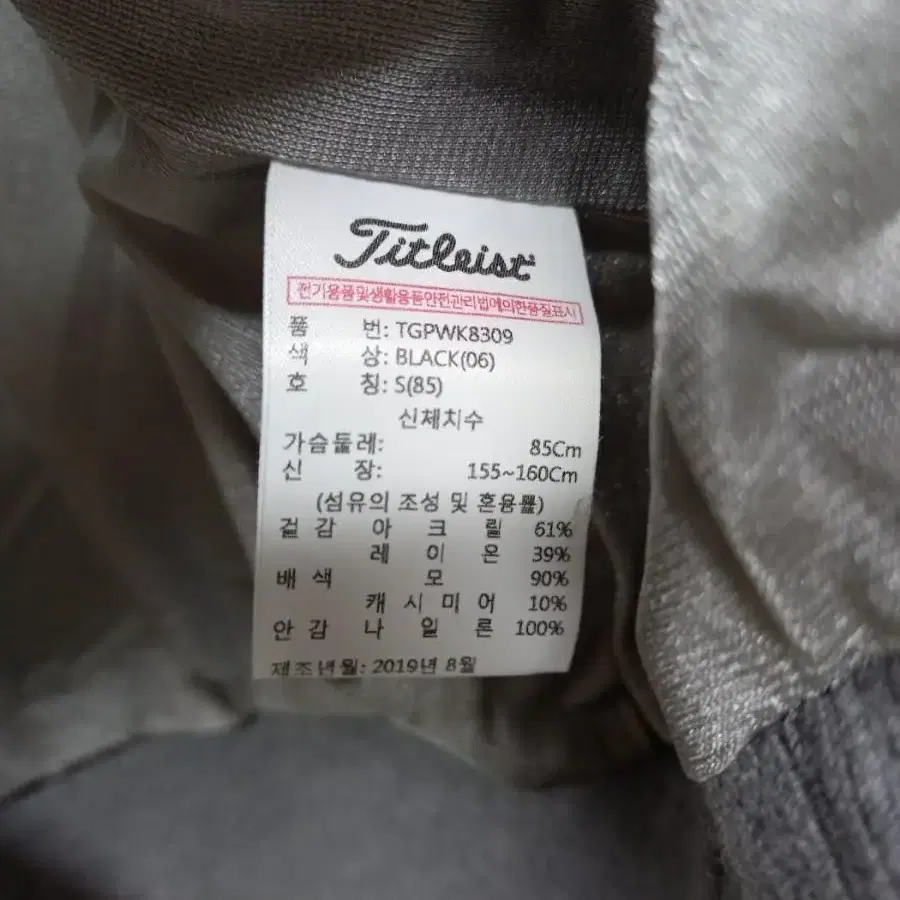 Titleist
전기용품및생활용품안전관리법에의한품질표시
품 번: TGPWK8309
색 상: BLACK(06)
호 칭: S(85)
신체치수
가슴둘레: 85Cm
신 장: 155~160Cm
(섬유의 조성 및 혼용률)
겉감 아크릴 61%
레이온 39%
배색 모 90%
캐시미어 10%
안감 나일론 100%
제조년월: 2019년 8월